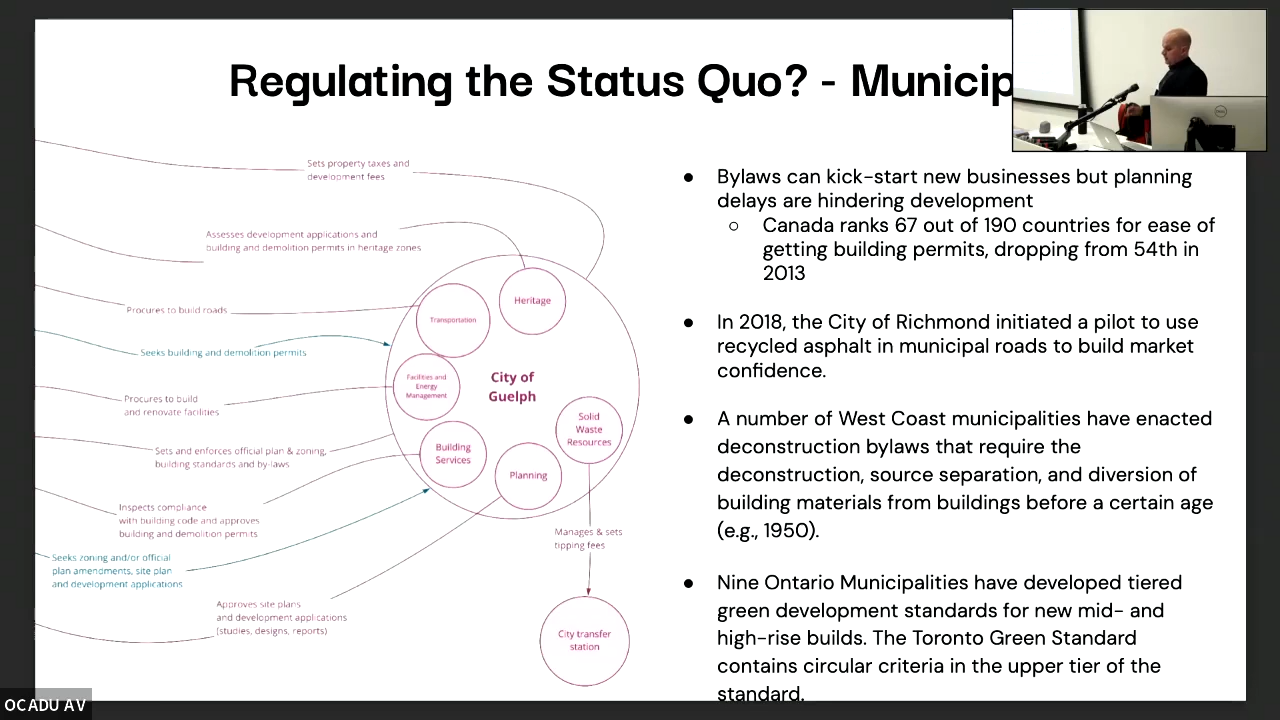 Regulating the Status Quo? - Municip
Sets property taxes and
development fees
Assesses development applications and
building and demolition permits in heritage zones
Procures to build roads
Seeks building and demolition permits
Procures to build
and renovate facilities
Sets and enforces official plan & zoning,
building standards and by-laws
Inspects compliance
with building code and approves
building and demolition permits
Seeks zoning and/or official
plan amendments, site plan
and development applications
Approves site plans
and development applications
(studies, designs, reports)
Heritage
Transportation
Facilities and
Energy
Management
City of
Guelph
Solid
Waste
Resources
Building
Services
Planning
Manages & sets
tipping fees
City transfer
station
● Bylaws can kick-start new businesses but planning
delays are hindering development
○ Canada ranks 67 out of 190 countries for ease of
getting building permits, dropping from 54th in
2013
● In 2018, the City of Richmond initiated a pilot to use
recycled asphalt in municipal roads to build market
confidence.
● A number of West Coast municipalities have enacted
deconstruction bylaws that require the
deconstruction, source separation, and diversion of
building materials from buildings before a certain age
(e.g., 1950).
● Nine Ontario Municipalities have developed tiered
green development standards for new mid- and
high-rise builds. The Toronto Green Standard
contains circular criteria in the upper tier of the
standard.
DELL
OCADU AV